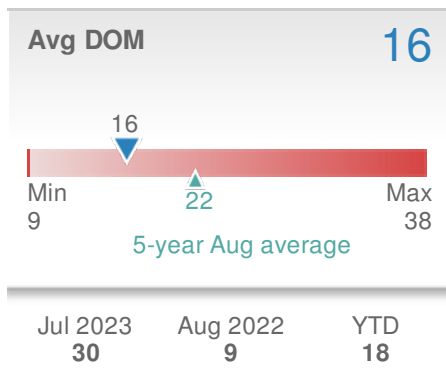 Avg DOM 16
16
Min Max
9 38
22
5-year Aug average
Jul 2023 Aug 2022 YTD
30 9 18